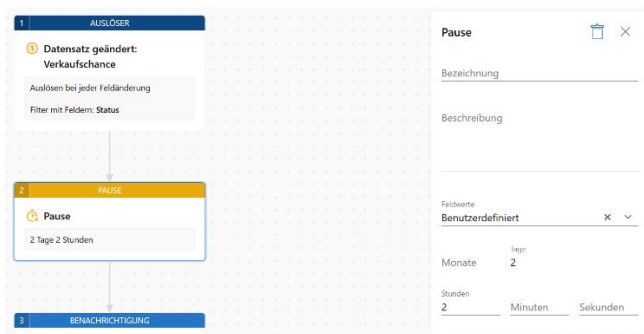 1 AUSLÖSER
1 Datensatz geändert:
Verkaufschance
Auslösen bei jeder Feldänderung
Filter mit Feldern: Status
2 PAUSE
Pause
2 Tage 2 Stunden
3 BENACHRICHTIGUNG
Pause
Bezeichnung
Beschreibung
Feldwerte
Benutzerdefiniert
Tage
Monate 2
Stunden
2 Minuten Sekunden